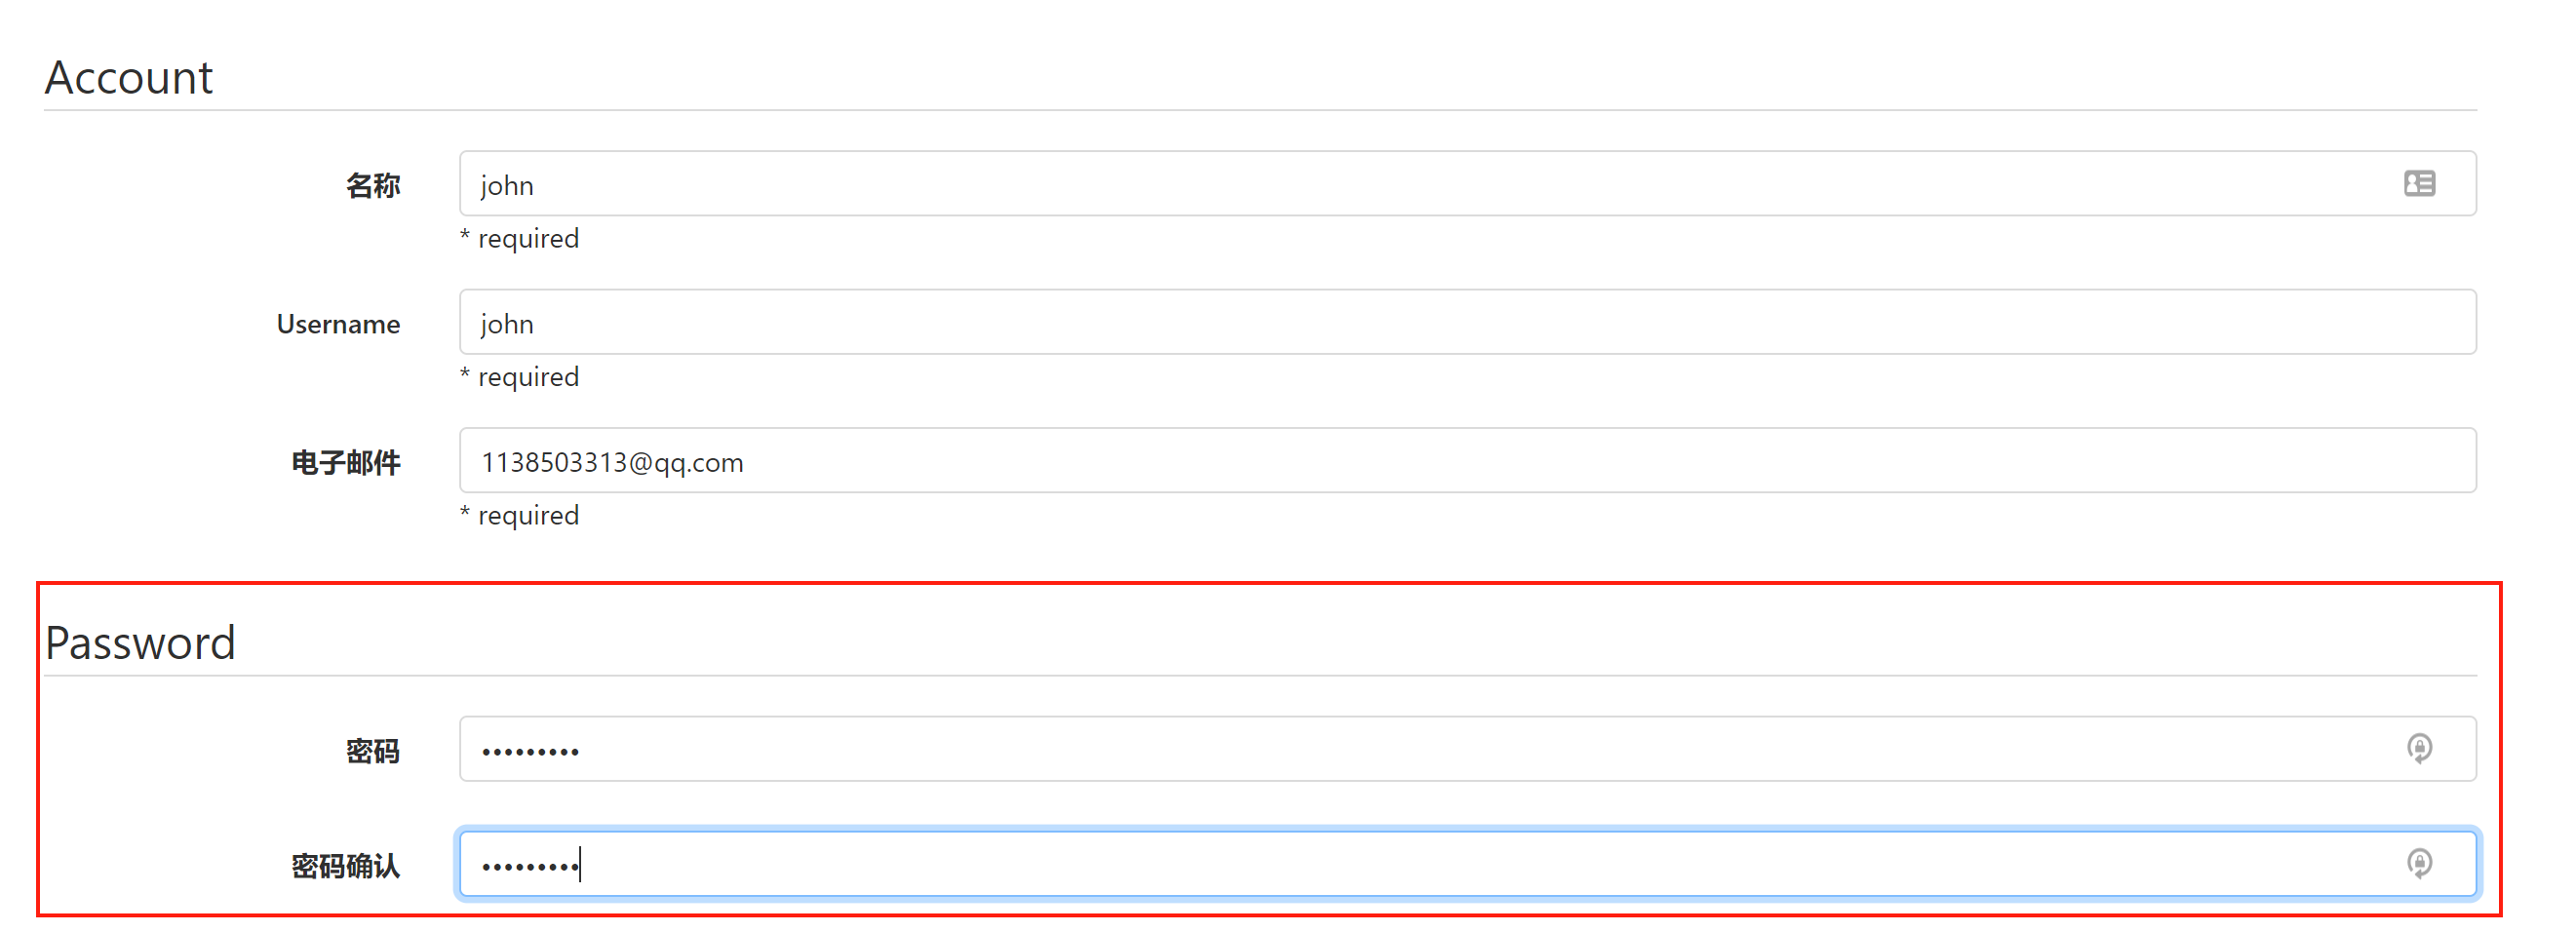 Account
名称 john
* required
Username john
* required
电子邮件 1138503313@qq.com
* required
Password
密码 •••••••••
密码确认 •••••••••